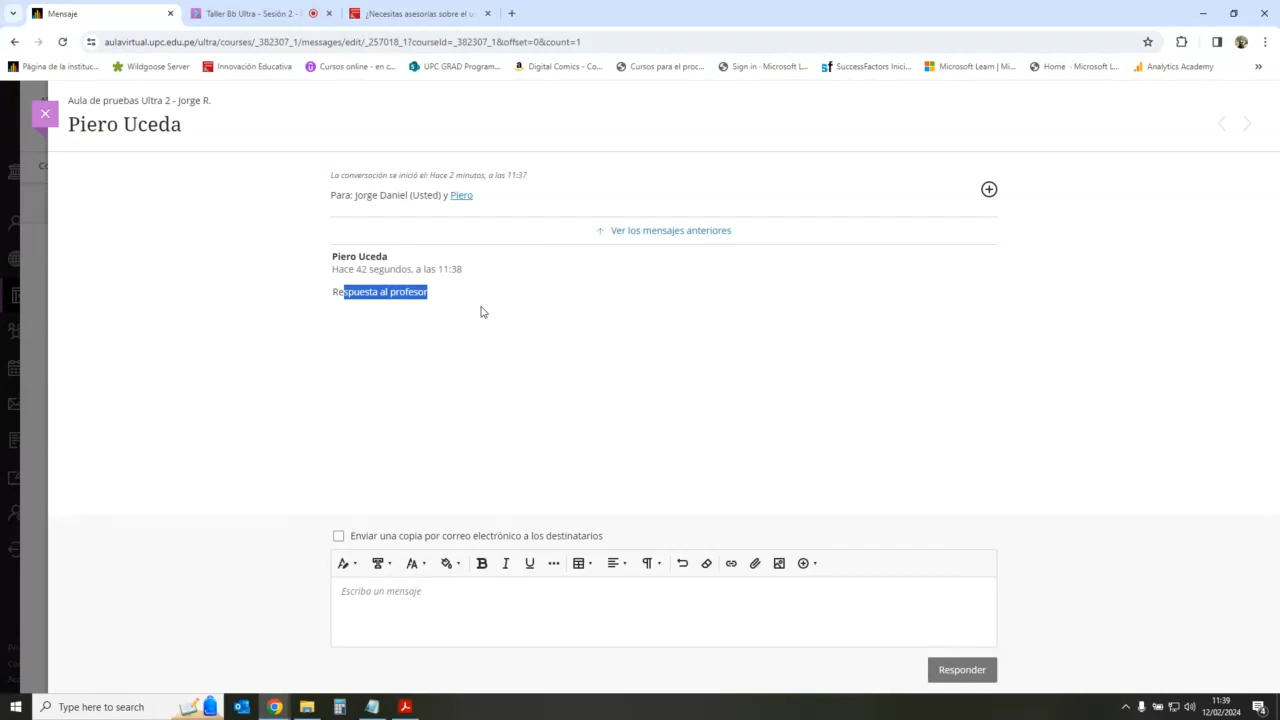 Mensaje
Taller Bb Ultra - Sesión 2 -
¿Necesitas asesorías sobre el u
aulavirtual.upc.edu.pe/ultra/courses/_382307_1/messages/edit/_257018_1?courseId=_382307_1&offset=0&count=1
Página de la instituc...
Wildgoose Server
Innovación Educativa
Cursos online - en c...
UPC GRAD Program...
Digital Comics - Co...
Cursos para el proc...
Sign in · Microsoft L...
SuccessFactors Inici...
Microsoft Learn | Mi...
Home · Microsoft L...
Analytics Academy
Aula de pruebas Ultra 2 - Jorge R.
Piero Uceda
La conversación se inició el: Hace 2 minutos, a las 11:37
Para: Jorge Daniel (Usted) y Piero
Ver los mensajes anteriores
Piero Uceda
Hace 42 segundos, a las 11:38
Respuesta al profesor
Enviar una copia por correo electrónico a los destinatarios
Escriba un mensaje
Responder
Type here to search
11:39
12/02/2024
4